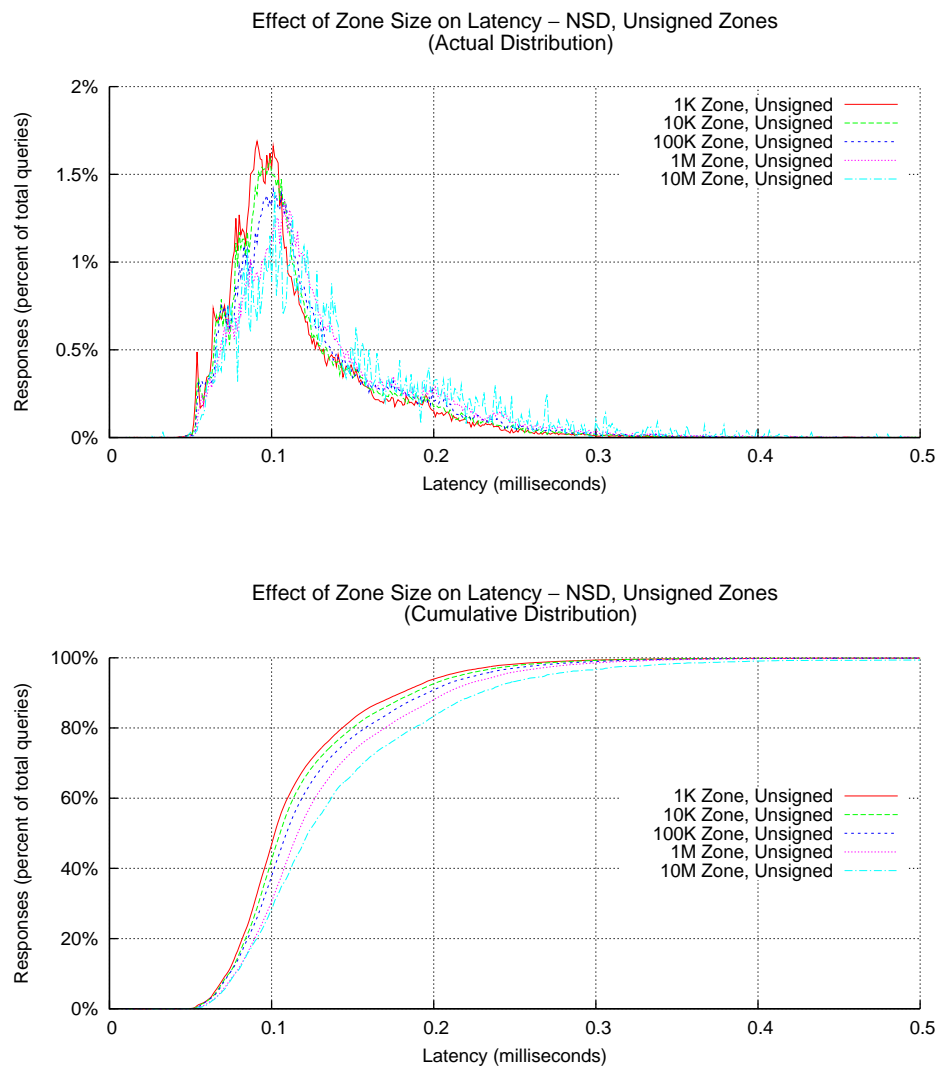 Effect of Zone Size on Latency – NSD, Unsigned Zones
(Actual Distribution)
Responses (percent of total queries)
2%
1.5%
1%
0.5%
0%
1K Zone, Unsigned
10K Zone, Unsigned
100K Zone, Unsigned
1M Zone, Unsigned
10M Zone, Unsigned
0 0.1 0.2 0.3 0.4 0.5
Latency (milliseconds)
Effect of Zone Size on Latency – NSD, Unsigned Zones
(Cumulative Distribution)
Responses (percent of total queries)
100%
80%
60%
40%
20%
0%
1K Zone, Unsigned
10K Zone, Unsigned
100K Zone, Unsigned
1M Zone, Unsigned
10M Zone, Unsigned
0 0.1 0.2 0.3 0.4 0.5
Latency (milliseconds)